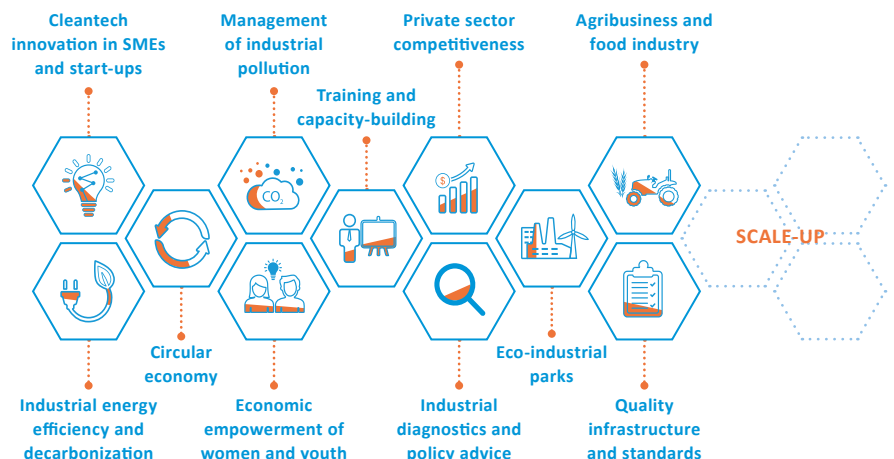 Cleantech
innovation in SMEs
and start-ups
Management
of industrial
pollution
Private sector
competitiveness
Agribusiness and
food industry
Training and
capacity-building
CO₂
$
SCALE-UP
Circular
economy
Eco-industrial
parks
Industrial energy
efficiency and
decarbonization
Economic
empowerment of
women and youth
Industrial
diagnostics and
policy advice
Quality
infrastructure
and standards